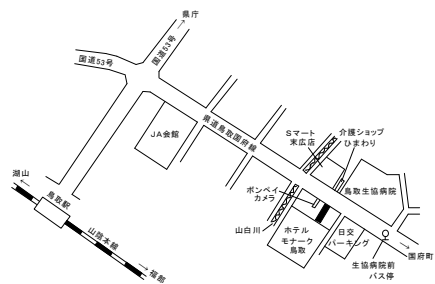 県庁
国道53号
国道53号
県道鳥取国府線
JA会館
Sマート
末広店
介護ショップ
ひまわり
湖山
鳥取駅
ボンベイ
カメラ
鳥取生協病院
山陰本線
山白川
ホテル
モナーク
鳥取
日交
パーキング
国府町
生協病院前
バス停
福部